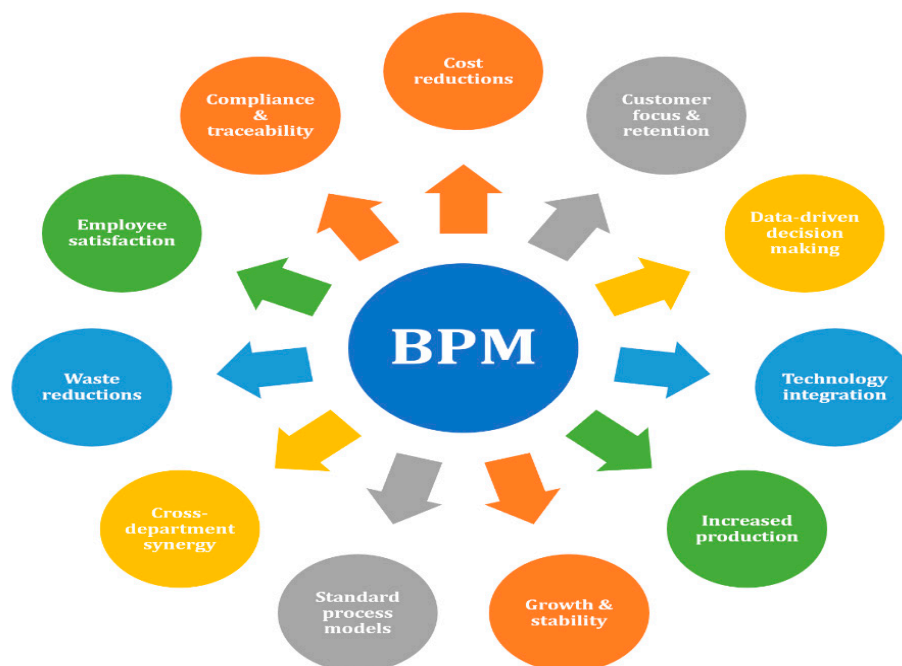 Cost
reductions
Customer
focus &
retention
Data-driven
decision
making
Technology
integration
Increased
production
Growth &
stability
Standard
process
models
Cross-
department
synergy
Waste
reductions
Employee
satisfaction
Compliance
&
traceability
BPM